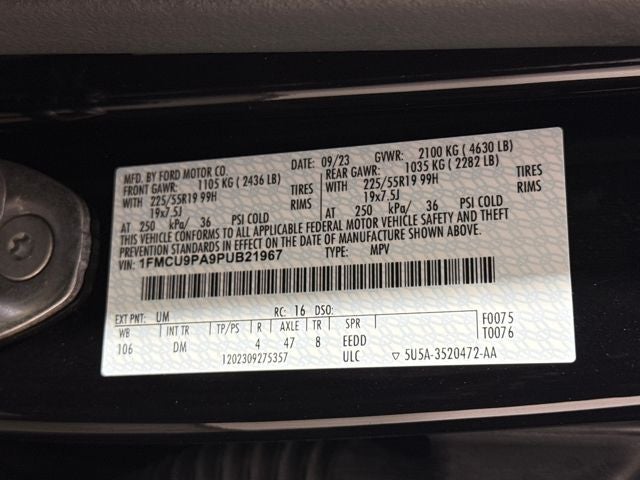 MFD. BY FORD MOTOR CO. DATE: 09/23 GVWR: 2100 KG ( 4630 LB)
FRONT GAWR: 1105 KG ( 2436 LB) REAR GAWR: 1035 KG ( 2282 LB)
WITH 225/55R19 99H TIRES WITH 225/55R19 99H TIRES
19x7.5J RIMS 19x7.5J RIMS
AT 250 kPa/ 36 PSI COLD AT 250 kPa/ 36 PSI COLD
THIS VEHICLE CONFORMS TO ALL APPLICABLE FEDERAL MOTOR VEHICLE SAFETY AND THEFT
PREVENTION STANDARDS IN EFFECT ON THE DATE OF MANUFACTURE SHOWN ABOVE.
VIN: 1FMCU9PA9PUB21967 TYPE: MPV
EXT PNT: UM RC: 16 DSO: F0075
WB INT TR TP/PS R AXLE TR SPR T0076
106 DM 4 47 8 EEDD
1202309275357 ULC ▽ 5U5A-3520472-AA